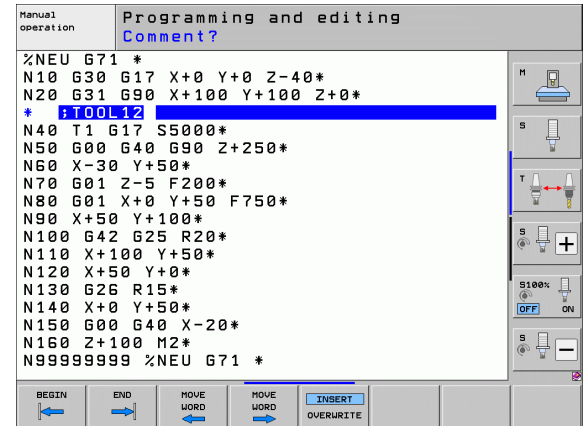 Manual
operation
Programming and editing
Comment?
%NEU G71 *
N10 G30 G17 X+0 Y+0 Z-40*
N20 G31 G90 X+100 Y+100 Z+0*
* ;TOOL12
N40 T1 G17 S5000*
N50 G00 G40 G90 Z+250*
N60 X-30 Y+50*
N70 G01 Z-5 F200*
N80 G01 X+0 Y+50 F750*
N90 X+50 Y+100*
N100 G42 G25 R20*
N110 X+100 Y+50*
N120 X+50 Y+0*
N130 G26 R15*
N140 X+0 Y+50*
N150 G00 G40 X-20*
N160 Z+100 M2*
N99999999 %NEU G71 *
M
S
T
S
+
S100%
OFF ON
S
−
BEGIN
END
MOVE
WORD
MOVE
WORD
INSERT
OVERWRITE